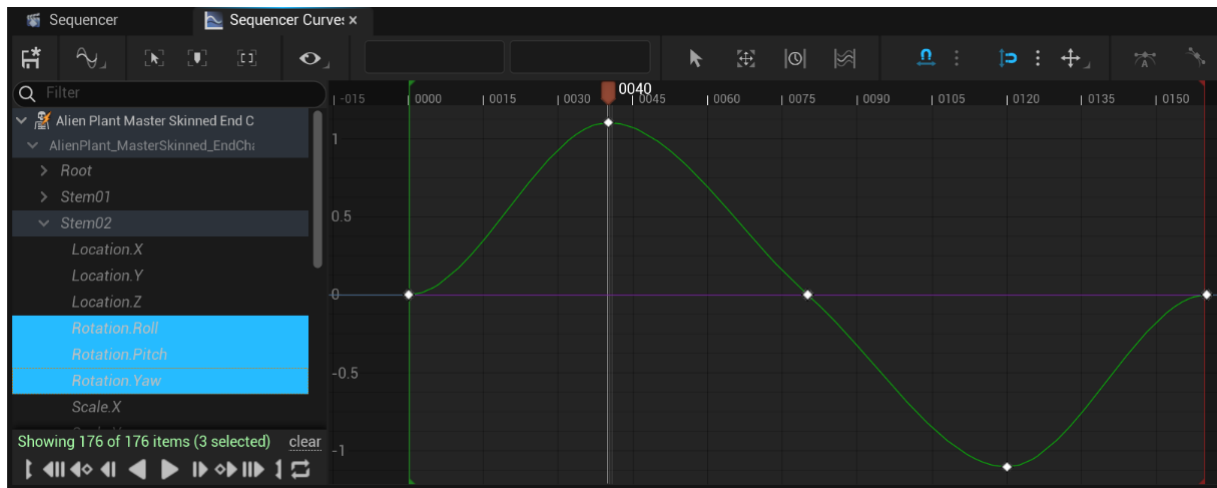 Sequencer
Sequencer Curves ×
Filter
0040
-015 0000 0015 0030 0045 0060 0075 0090 0105 0120 0135 0150
Alien Plant Master Skinned End C
AlienPlant_MasterSkinned_EndCha
Root
Stem01
Stem02
Location.X
Location.Y
Location.Z
Rotation.Roll
Rotation.Pitch
Rotation.Yaw
Scale.X
1
0.5
0
-0.5
-1
Showing 176 of 176 items (3 selected) clear